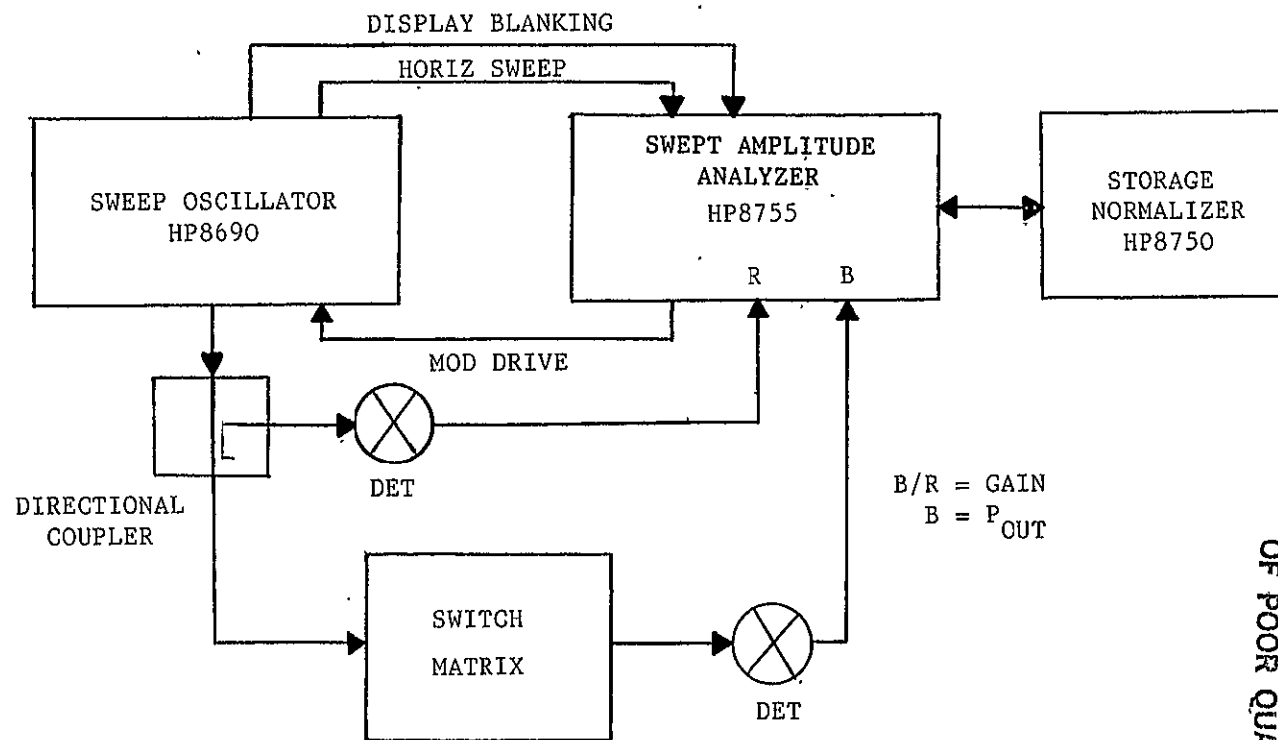 DISPLAY BLANKING
HORIZ SWEEP
SWEEP OSCILLATOR
HP8690
SWEPT AMPLITUDE
ANALYZER
HP8755
R B
STORAGE
NORMALIZER
HP8750
MOD DRIVE
DET
DIRECTIONAL
COUPLER
B/R = GAIN
B = POUT
SWITCH
MATRIX
DET
OF POOR